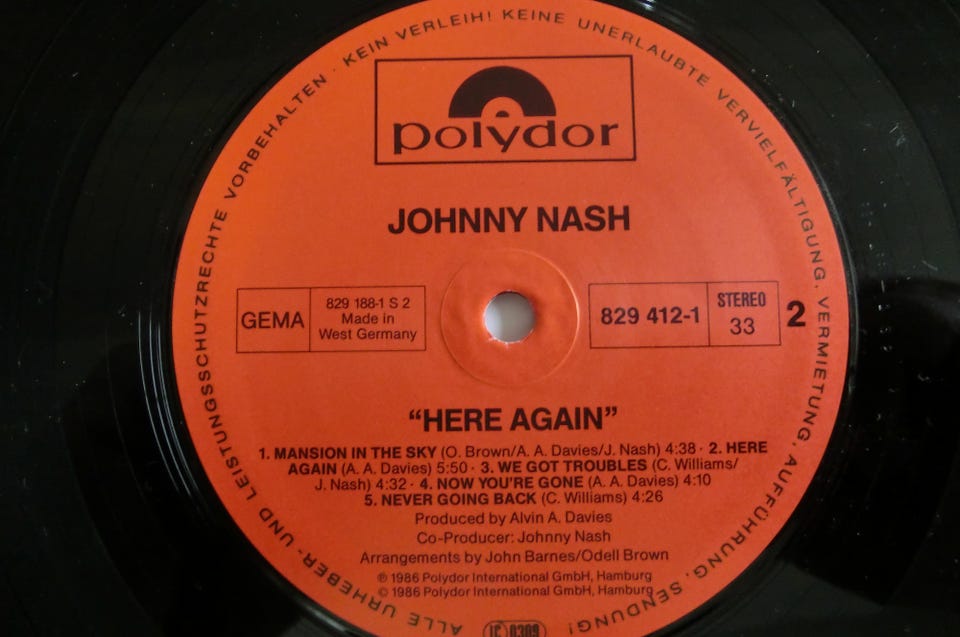 ALLE URHEBER- UND LEISTUNGSSCHUTZRECHTE VORBEHALTEN · KEIN VERLEIH! KEINE UNERLAUBTE VERVIELFÄLTIGUNG, VERMIETUNG, AUFFÜHRUNG, SENDUNG!
polydor
JOHNNY NASH
GEMA
829 188-1 S 2
Made in
West Germany
829 412-1
STEREO
33
2
“HERE AGAIN”
1. MANSION IN THE SKY (O. Brown/A. A. Davies/J. Nash) 4:38 · 2. HERE
AGAIN (A. A. Davies) 5:50 · 3. WE GOT TROUBLES (C. Williams/
J. Nash) 4:32 · 4. NOW YOU'RE GONE (A. A. Davies) 4:10
5. NEVER GOING BACK (C. Williams) 4:26
Produced by Alvin A. Davies
Co-Producer: Johnny Nash
Arrangements by John Barnes/Odell Brown
℗ 1986 Polydor International GmbH, Hamburg
© 1986 Polydor International GmbH, Hamburg
LC 0309